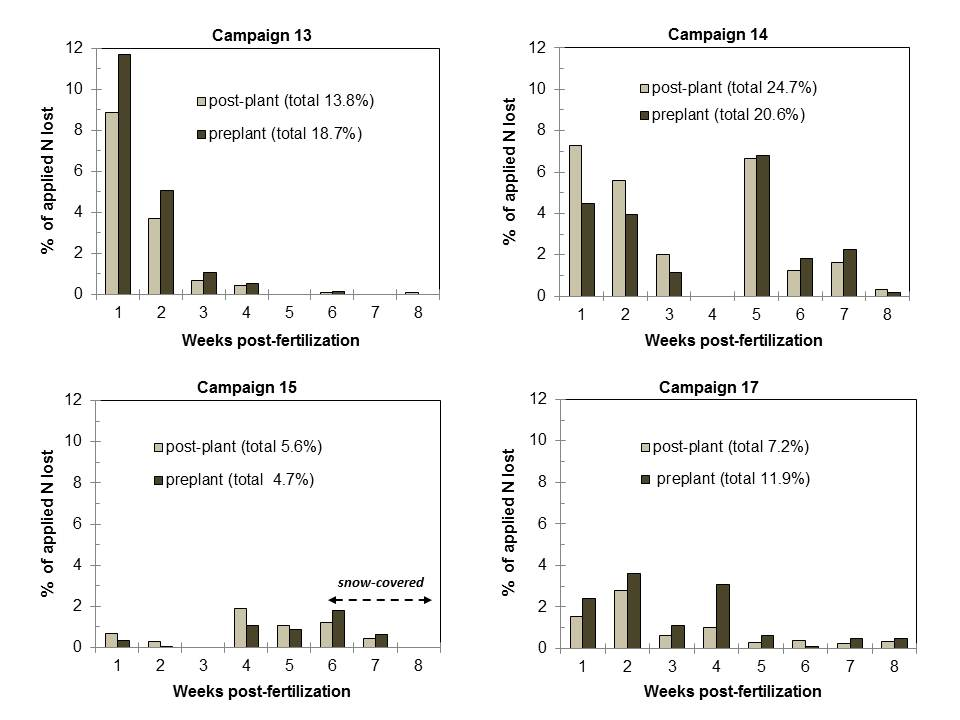 Campaign 13
12
10
8
6
4
2
0
% of applied N lost
post-plant (total 13.8%)
preplant (total 18.7%)
1 2 3 4 5 6 7 8
Weeks post-fertilization
Campaign 14
12
10
8
6
4
2
0
% of applied N lost
post-plant (total 24.7%)
preplant (total 20.6%)
1 2 3 4 5 6 7 8
Weeks post-fertilization
Campaign 15
12
10
8
6
4
2
0
% of applied N lost
post-plant (total 5.6%)
preplant (total 4.7%)
snow-covered
1 2 3 4 5 6 7 8
Weeks post-fertilization
Campaign 17
12
10
8
6
4
2
0
% of applied N lost
post-plant (total 7.2%)
preplant (total 11.9%)
1 2 3 4 5 6 7 8
Weeks post-fertilization